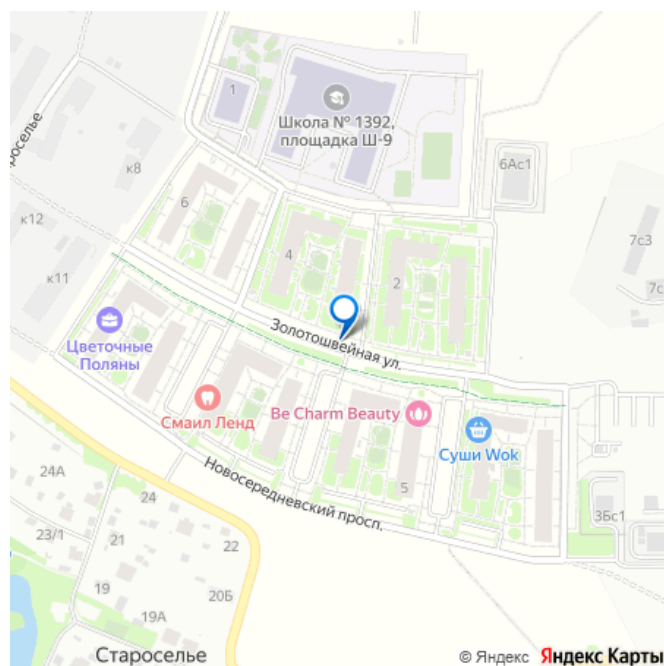 1
Школа № 1392,
площадка Ш-9
6Ас1
к8
6
к12
4
7с3
к11
2
7с
Золотошвейная ул.
Цветочные
Поляны
Смаил Ленд
Be Charm Beauty
Суши Wok
Новосередневский просп.
5
3Бс1
24А
24
23/1
21
22
19
20Б
19А
Староселье
© Яндекс Яндекс Карты